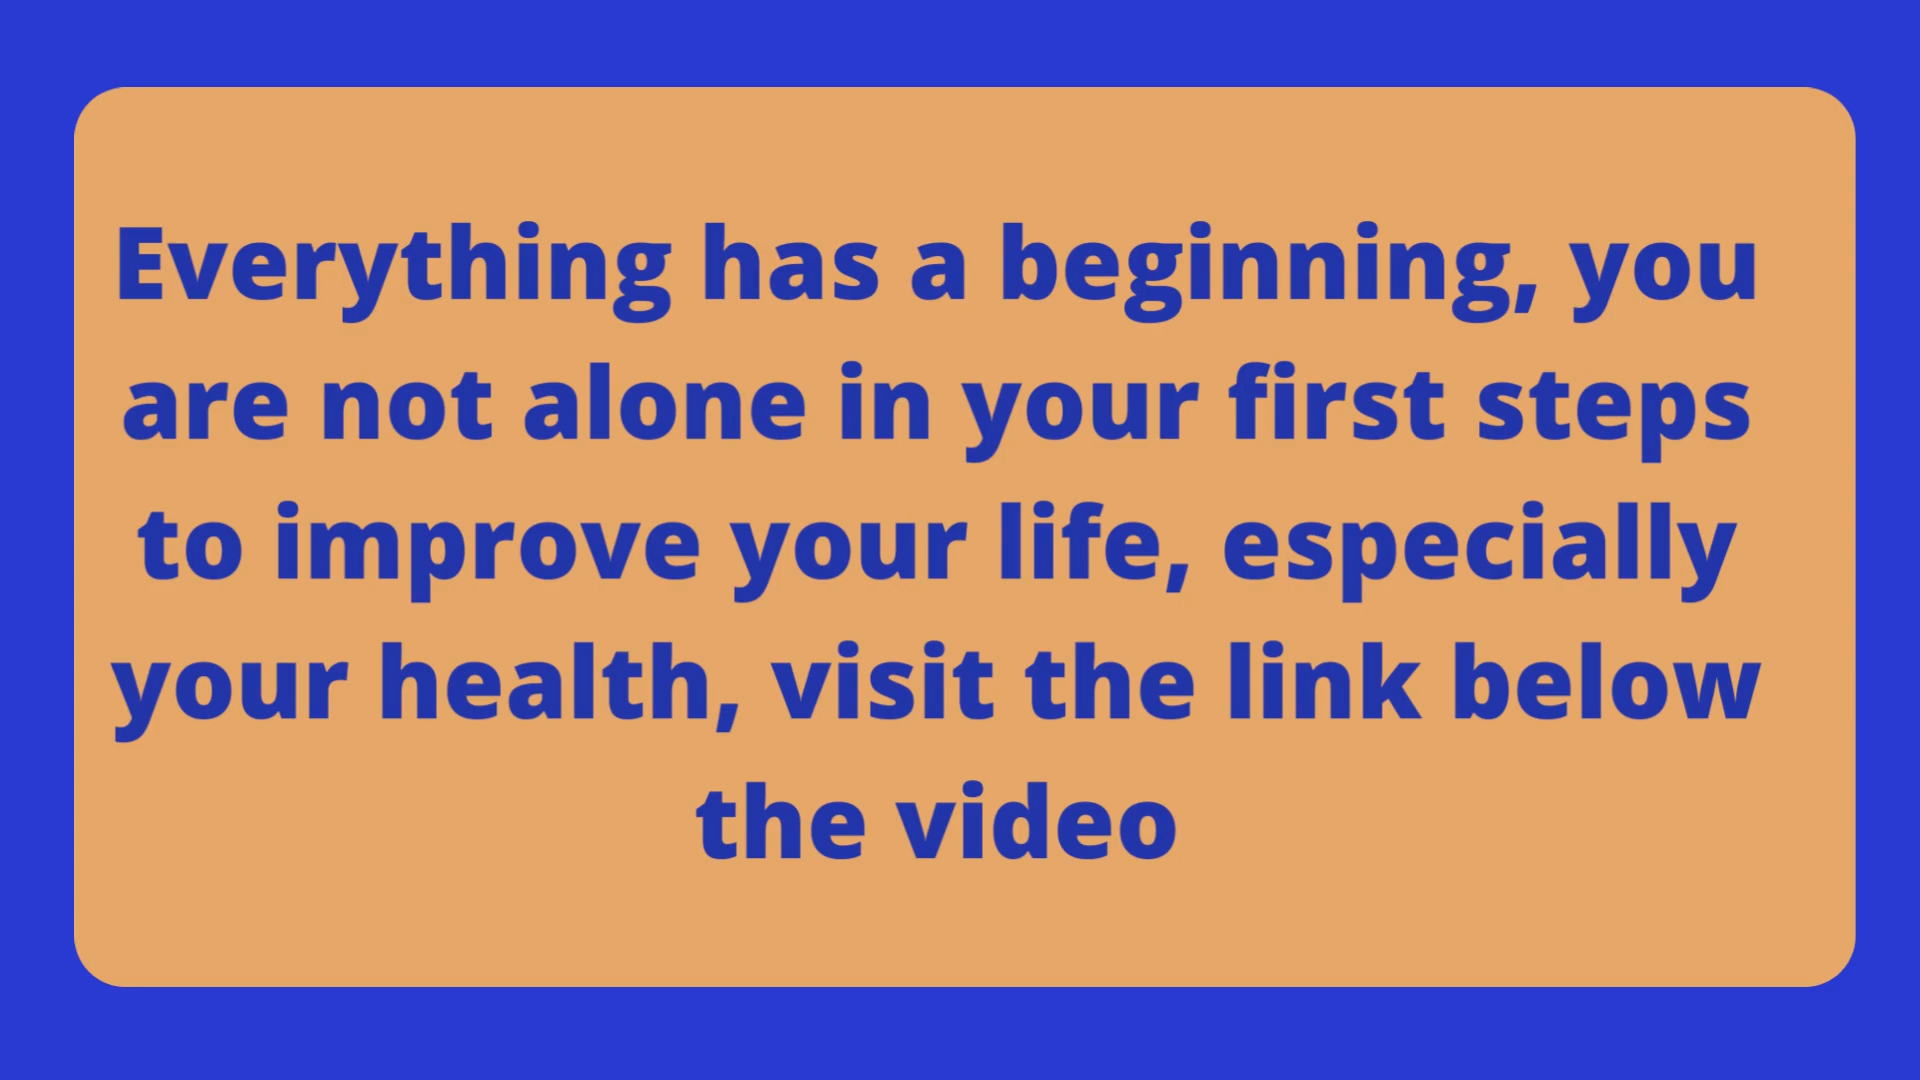 Everything has a beginning, you
are not alone in your first steps
to improve your life, especially
your health, visit the link below
the video